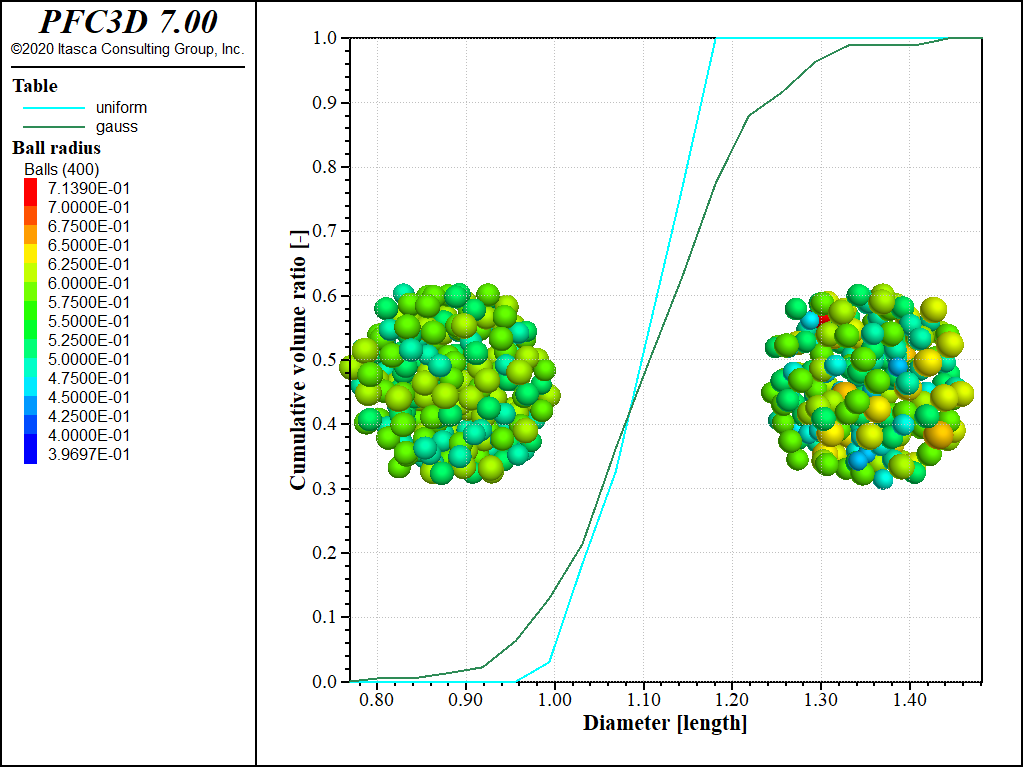 PFC3D 7.00
©2020 Itasca Consulting Group, Inc.
Table
uniform
gauss
Ball radius
Balls (400)
7.1390E-01
7.0000E-01
6.7500E-01
6.5000E-01
6.2500E-01
6.0000E-01
5.7500E-01
5.5000E-01
5.2500E-01
5.0000E-01
4.7500E-01
4.5000E-01
4.2500E-01
4.0000E-01
3.9697E-01
Cumulative volume ratio [-]
1.0
0.9
0.8
0.7
0.6
0.5
0.4
0.3
0.2
0.1
0.0
0.80 0.90 1.00 1.10 1.20 1.30 1.40
Diameter [length]